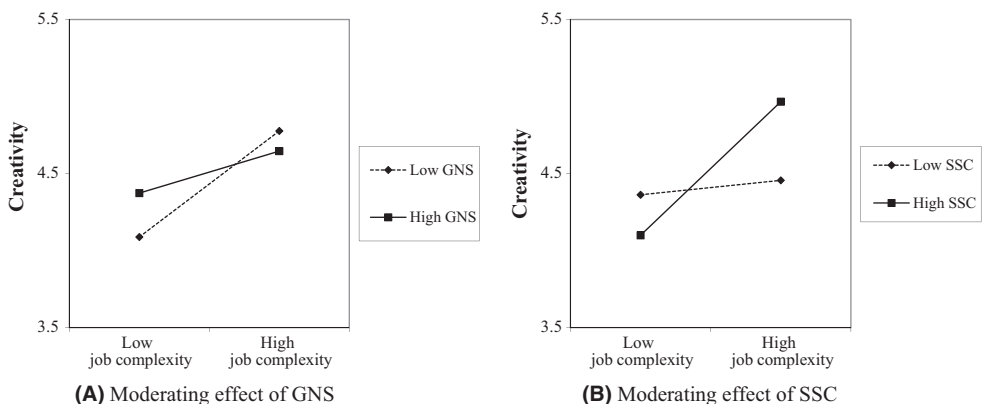 5.5
4.5
3.5
Creativity
Low
job complexity
High
job complexity
Low GNS
High GNS
(A) Moderating effect of GNS
5.5
4.5
3.5
Creativity
Low
job complexity
High
job complexity
Low SSC
High SSC
(B) Moderating effect of SSC